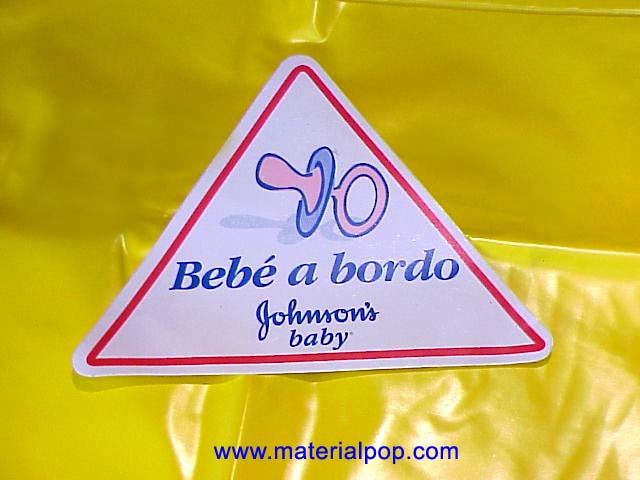 Bebé a bordo
Johnson's
baby
www.materialpop.com